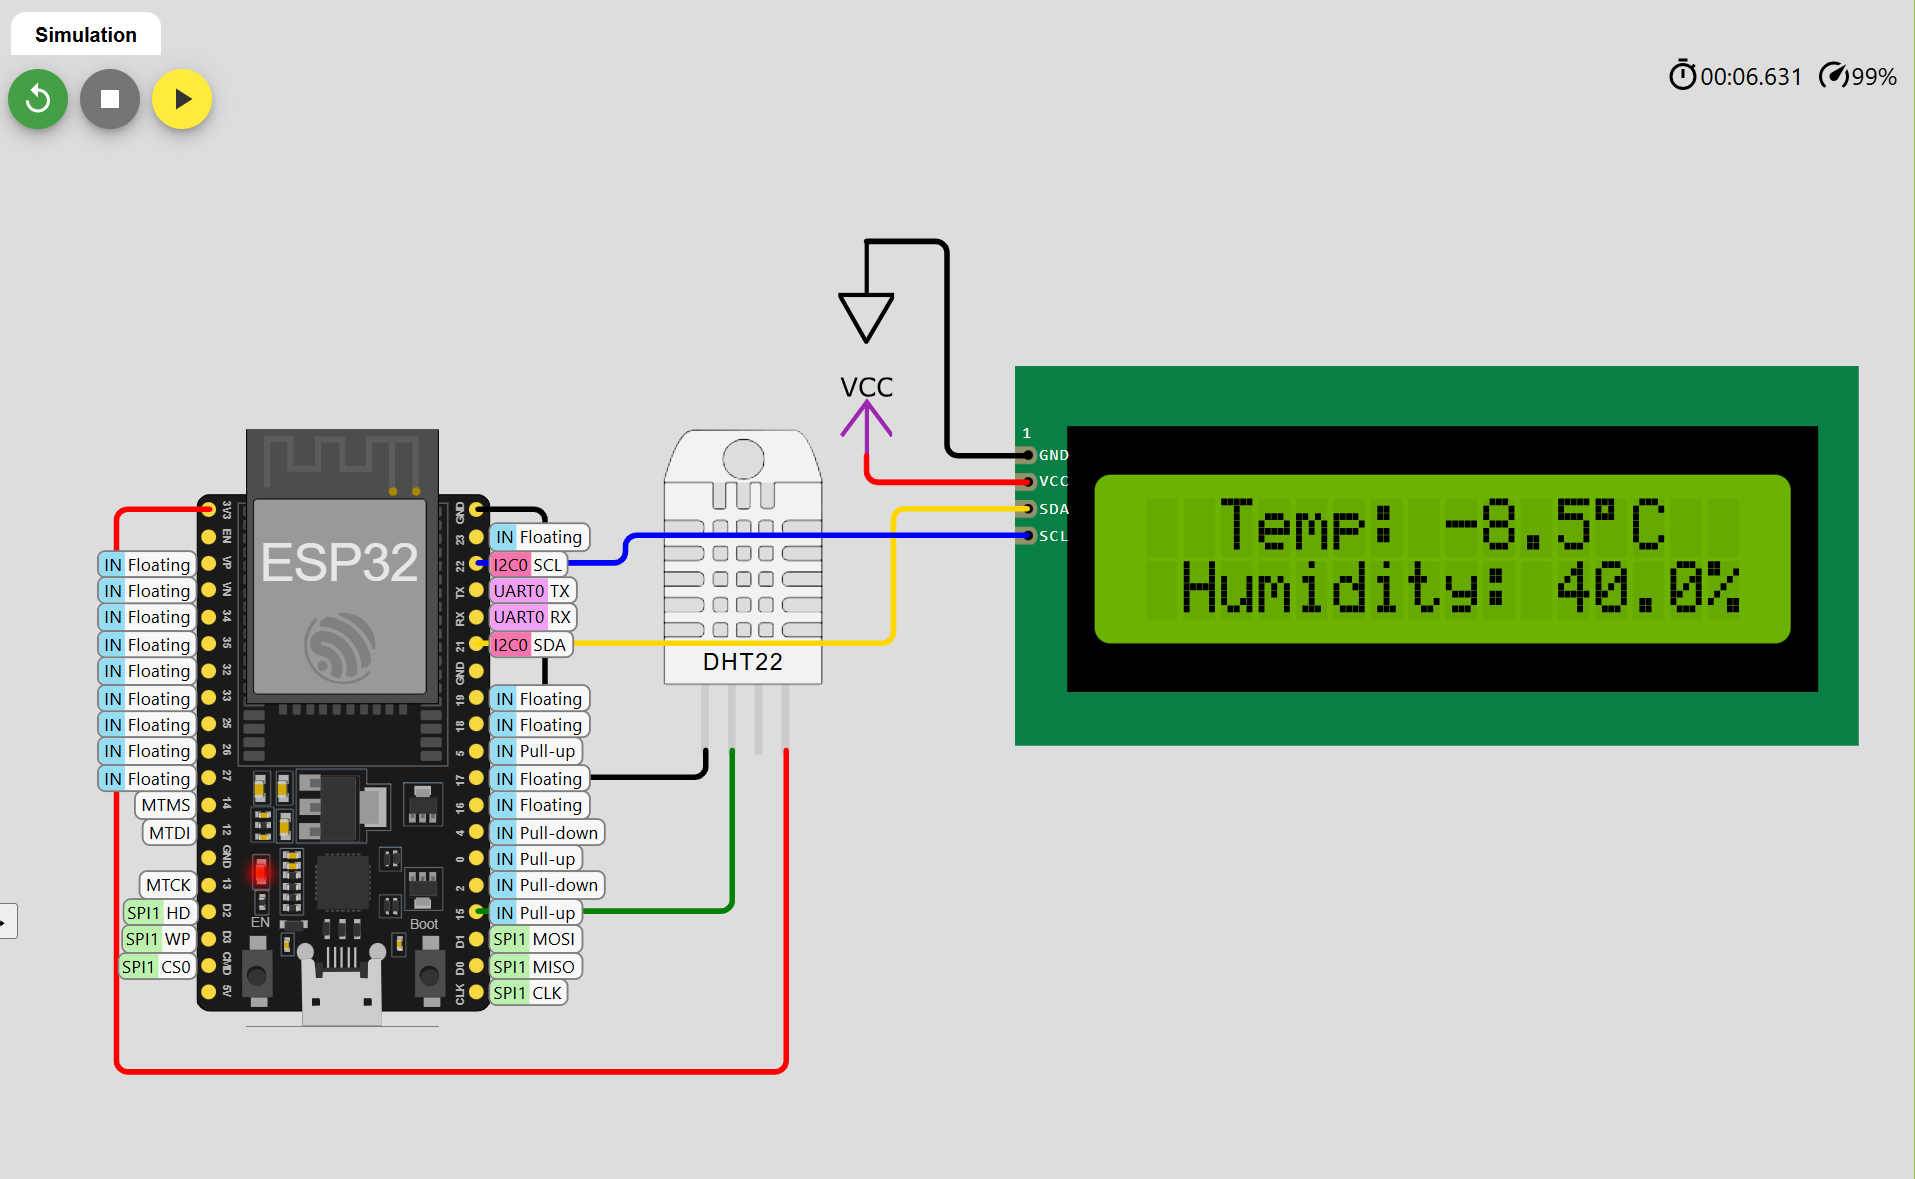 Simulation
00:06.631 99%
VCC
1
GND
VCC
SDA
SCL
Temp: -8.5°C
Humidity: 40.0%
ESP32
DHT22
3V3
EN
VP
VN
34
35
32
33
25
26
27
14
12
GND
13
D2
D3
CMD
5V
GND
23
22
TX
RX
21
GND
19
18
5
17
16
4
0
2
15
D1
D0
CLK
IN Floating
IN Floating
IN Floating
IN Floating
IN Floating
IN Floating
IN Floating
IN Floating
IN Floating
MTMS
MTDI
MTCK
SPI1 HD
SPI1 WP
SPI1 CS0
IN Floating
I2C0 SCL
UART0 TX
UART0 RX
I2C0 SDA
IN Floating
IN Floating
IN Pull-up
IN Floating
IN Floating
IN Pull-down
IN Pull-up
IN Pull-down
IN Pull-up
SPI1 MOSI
SPI1 MISO
SPI1 CLK
EN
Boot